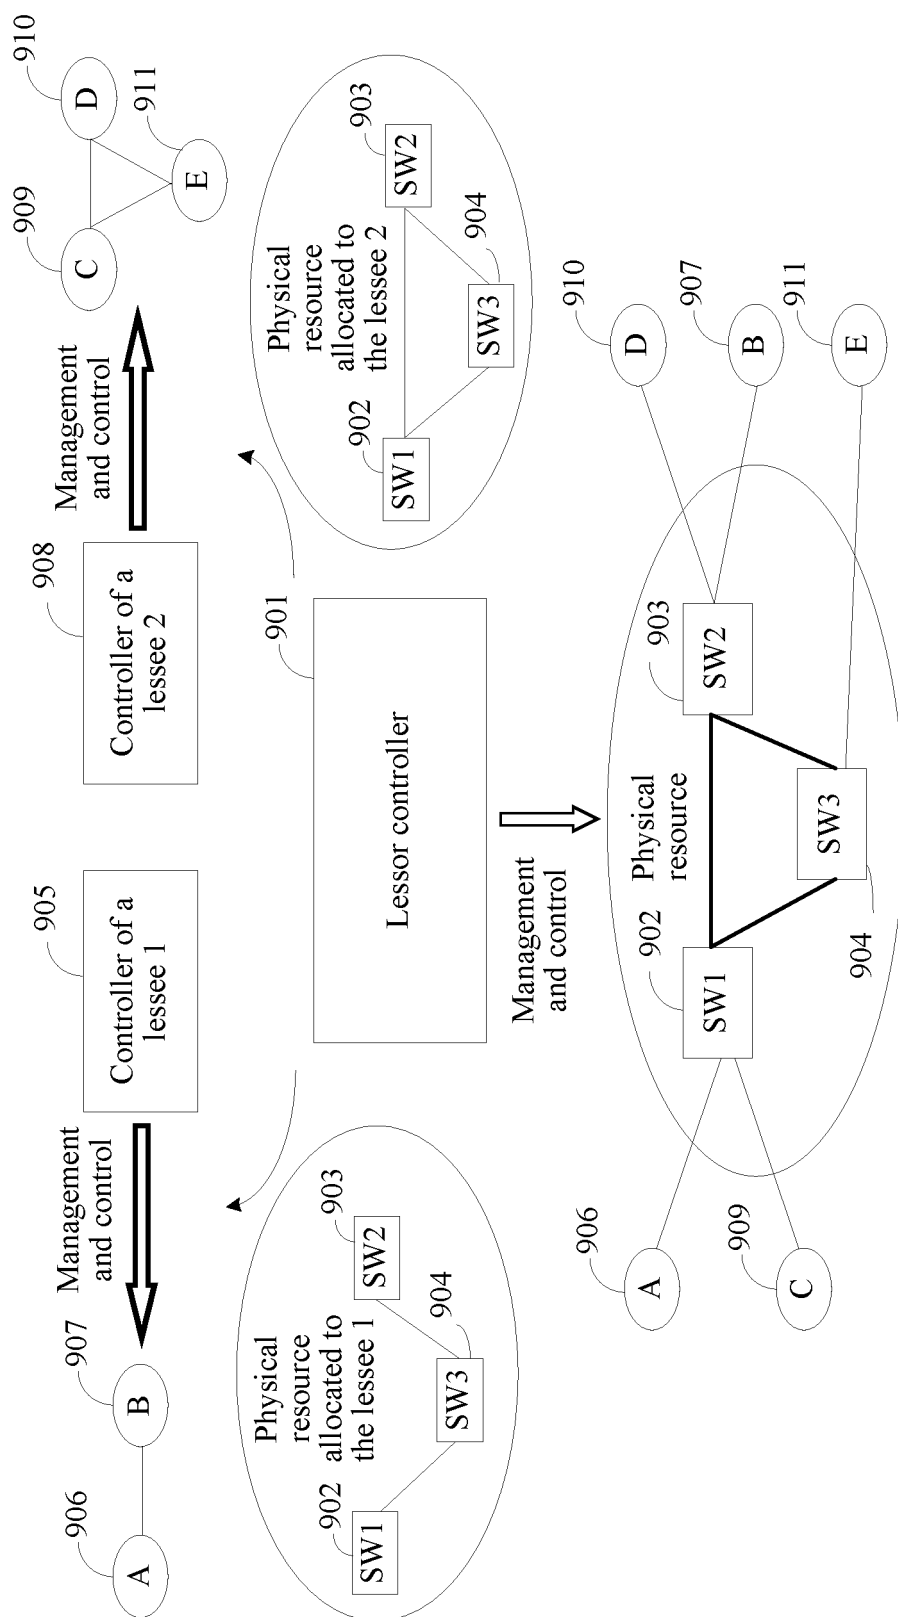 906
A
907
B
Management
and control
905
Controller of a
lessee 1
908
Controller of a
lessee 2
Management
and control
909
C
910
D
911
E
Physical
resource
allocated to
the lessee 1
902
SW1
903
SW2
904
SW3
901
Lessor controller
Physical
resource
allocated to
the lessee 2
902
SW1
903
SW2
904
SW3
Management
and control
906
A
909
C
Physical
resource
902
SW1
903
SW2
904
SW3
910
D
907
B
911
E